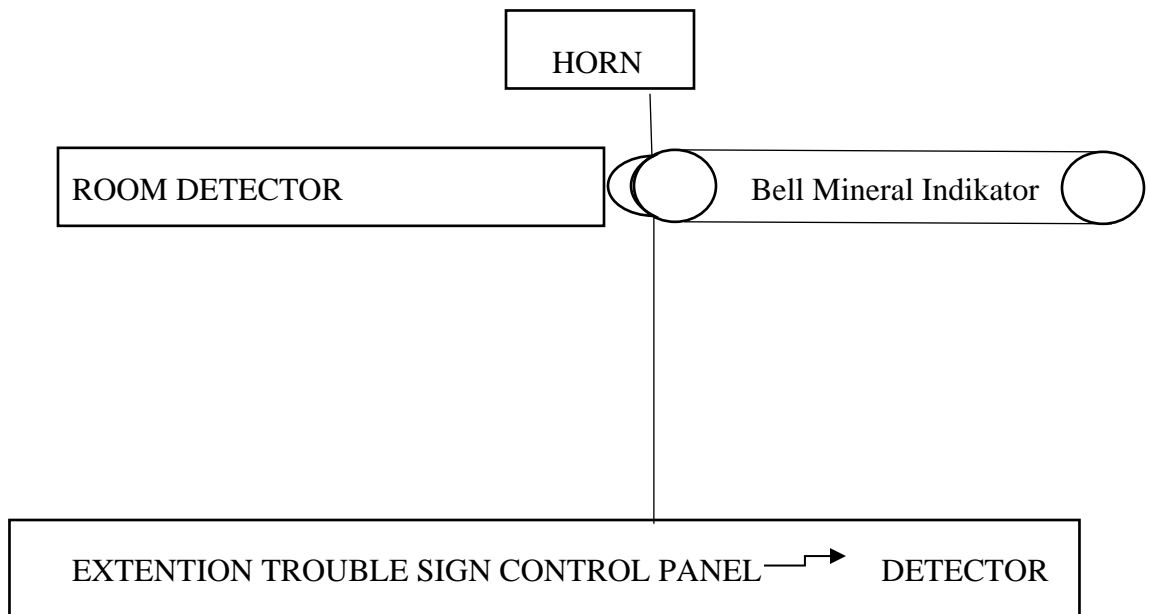 HORN
ROOM DETECTOR
Bell Mineral Indikator
EXTENTION TROUBLE SIGN CONTROL PANEL DETECTOR